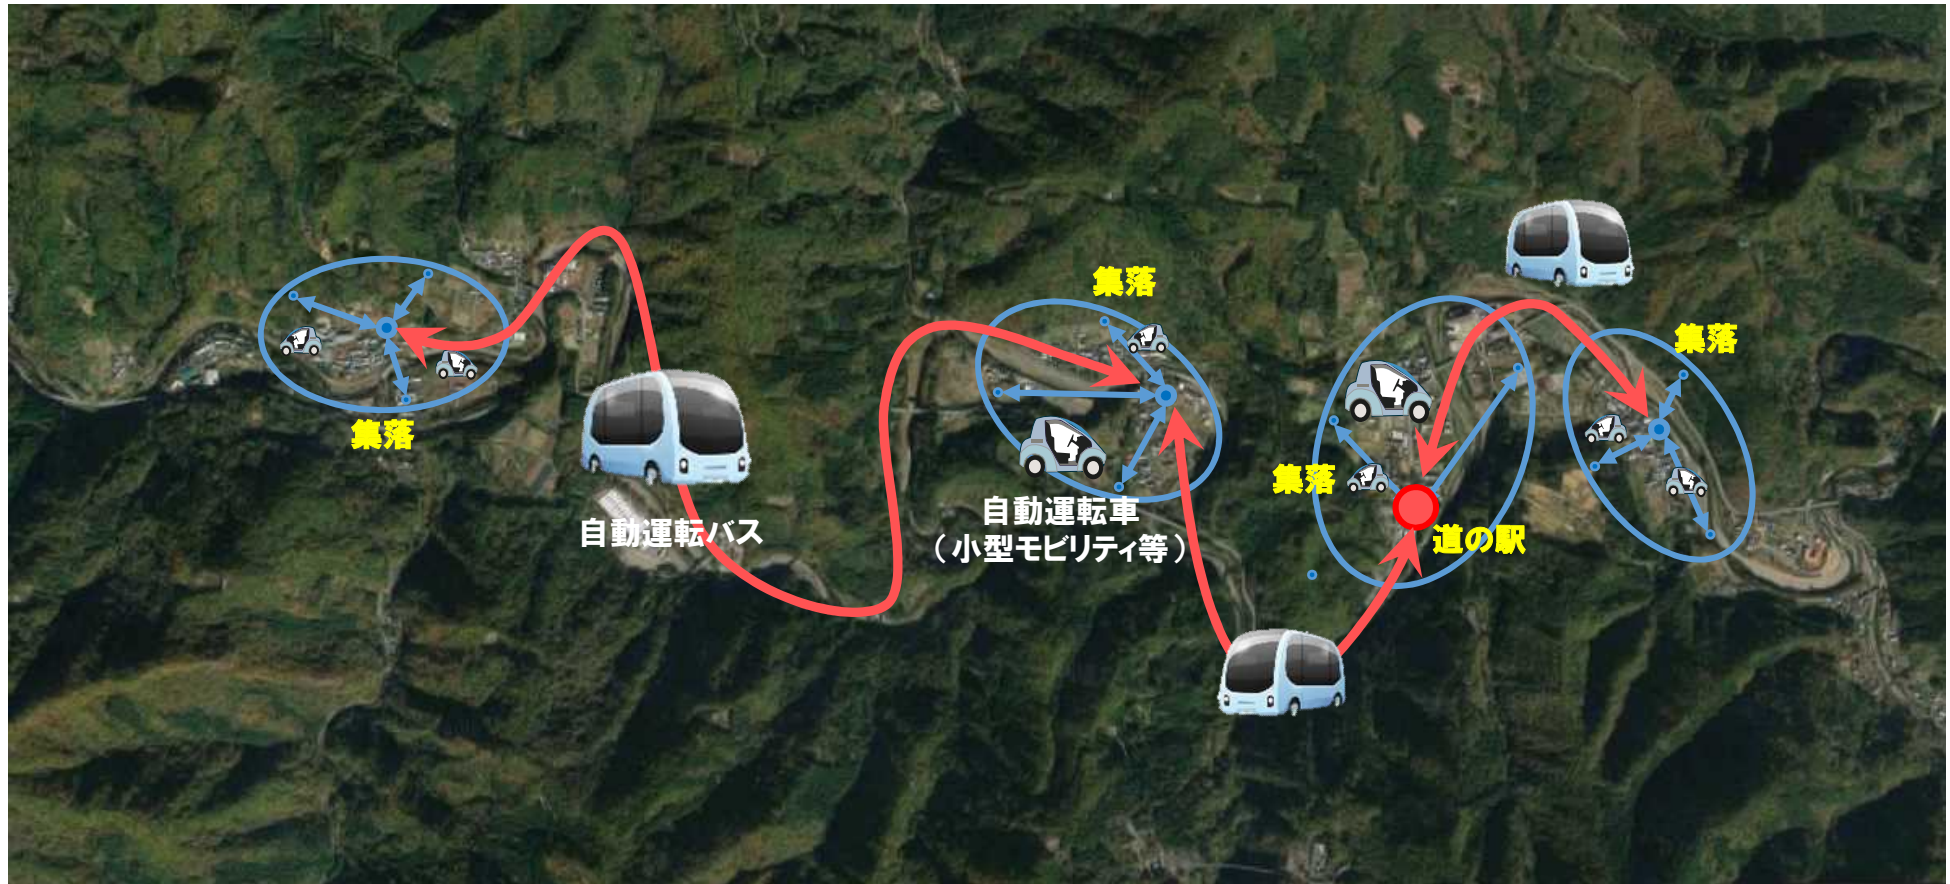 集落
集落
集落
集落
自動運転バス
自動運転車
（小型モビリティ等）
道の駅